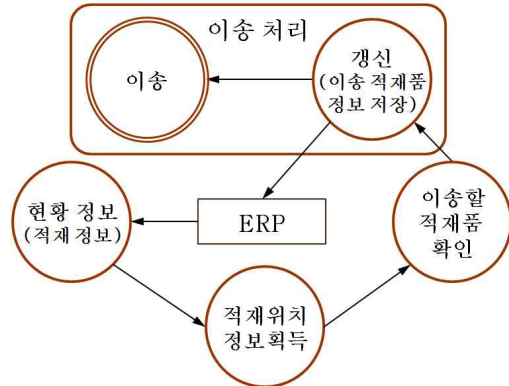 이송 처리
이송
갱신
(이송 적재품
정보 저장)
현황 정보
(적재 정보)
ERP
이송할
적재품
확인
적재위치
정보획득